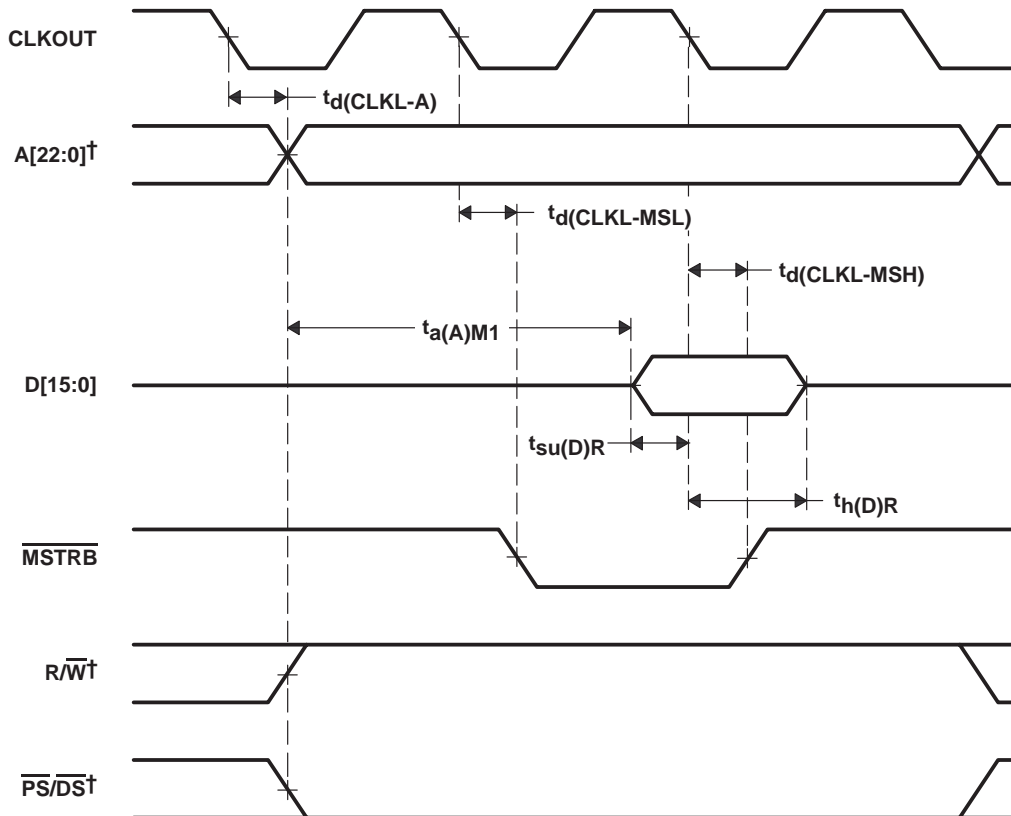 CLKOUT
td(CLKL-A)
A[22:0]†
td(CLKL-MSL)
td(CLKL-MSH)
ta(A)M1
D[15:0]
tsu(D)R
th(D)R
MSTRB
R/W†
PS/DS†